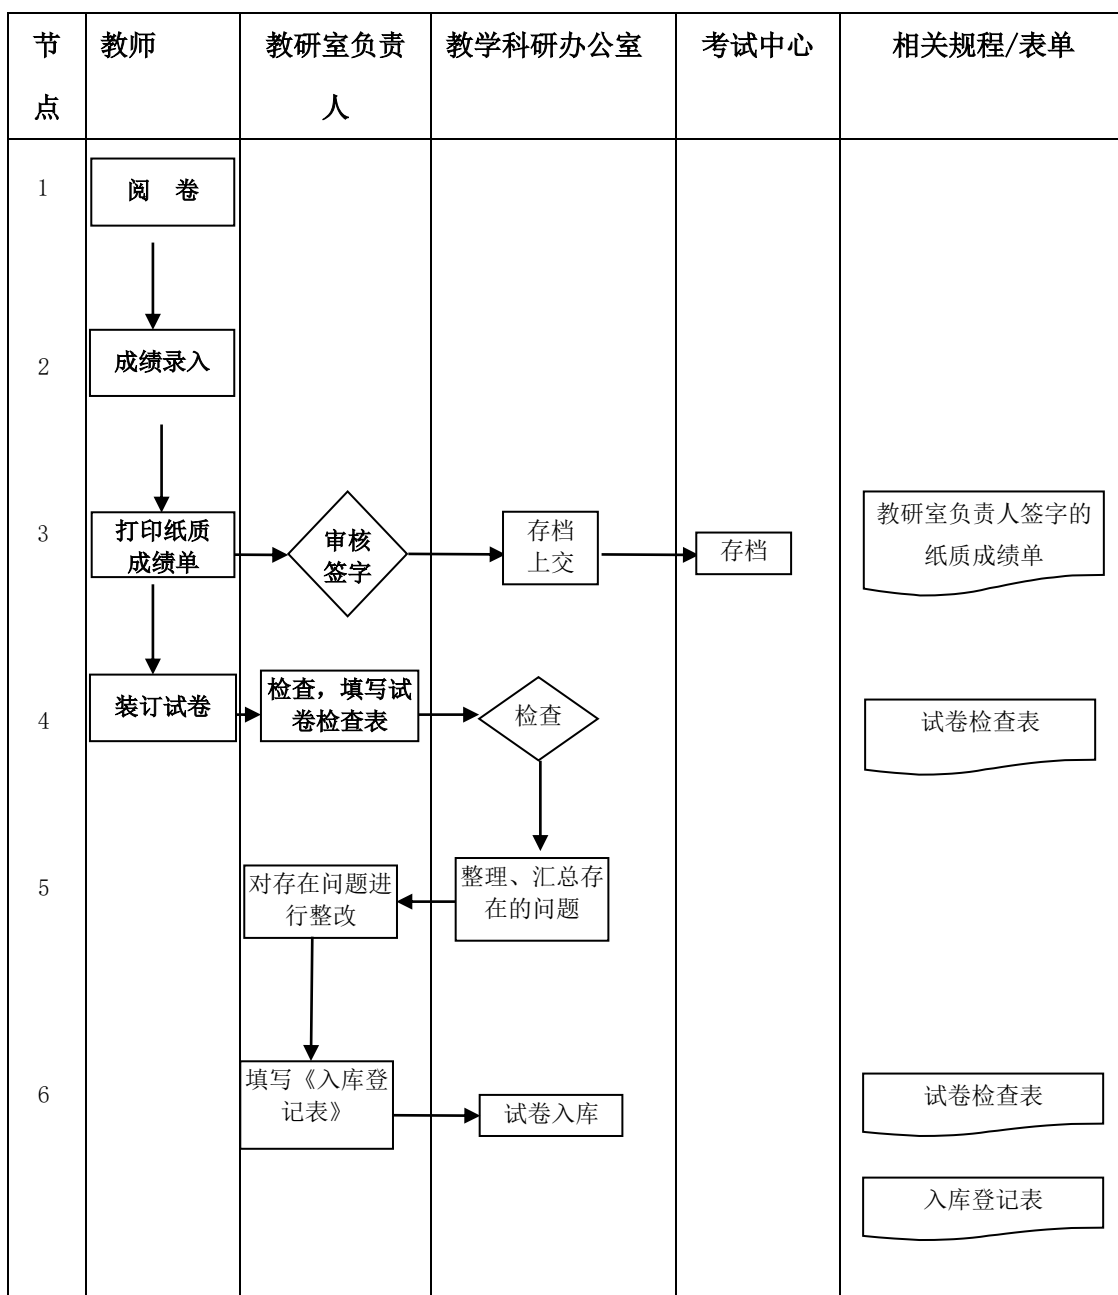 节点
教师
教研室负责人
教学科研办公室
考试中心
相关规程/表单
1
阅 卷
2
成绩录入
3
打印纸质
成绩单
审核
签字
存档
上交
存档
教研室负责人签字的
纸质成绩单
4
装订试卷
检查，填写试
卷检查表
检查
试卷检查表
5
对存在问题进
行整改
整理、汇总存
在的问题
6
填写《入库登
记表》
试卷入库
试卷检查表
入库登记表